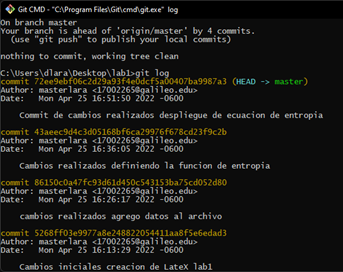 Git CMD - "C:\Program Files\Git\cmd\git.exe" log
On branch master
Your branch is ahead of 'origin/master' by 4 commits.
(use "git push" to publish your local commits)
nothing to commit, working tree clean
C:\Users\dlara\Desktop\lab1>git log
commit 72ee9ebf06c2d29a93f4e0dcf5a00407ba9987a3 (HEAD -> master)
Author: masterlara <17002265@galileo.edu>
Date: Mon Apr 25 16:51:50 2022 -0600
Commit de cambios realizados despliegue de ecuacion de entropia
commit 43aeec9d4c3d05168bf6ca29976f678cd23f9c2b
Author: masterlara <17002265@galileo.edu>
Date: Mon Apr 25 16:36:05 2022 -0600
Cambios realizados definiendo la funcion de entropia
commit 86150c0a47fc93d61d450c543153ba75cd052d80
Author: masterlara <17002265@galileo.edu>
Date: Mon Apr 25 16:26:17 2022 -0600
cambios realizados agrego datos al archivo
commit 5268ff03e9977a8e248822054411aa8f5e6edad3
Author: masterlara <17002265@galileo.edu>
Date: Mon Apr 25 16:13:29 2022 -0600
Cambios iniciales creacion de LateX lab1